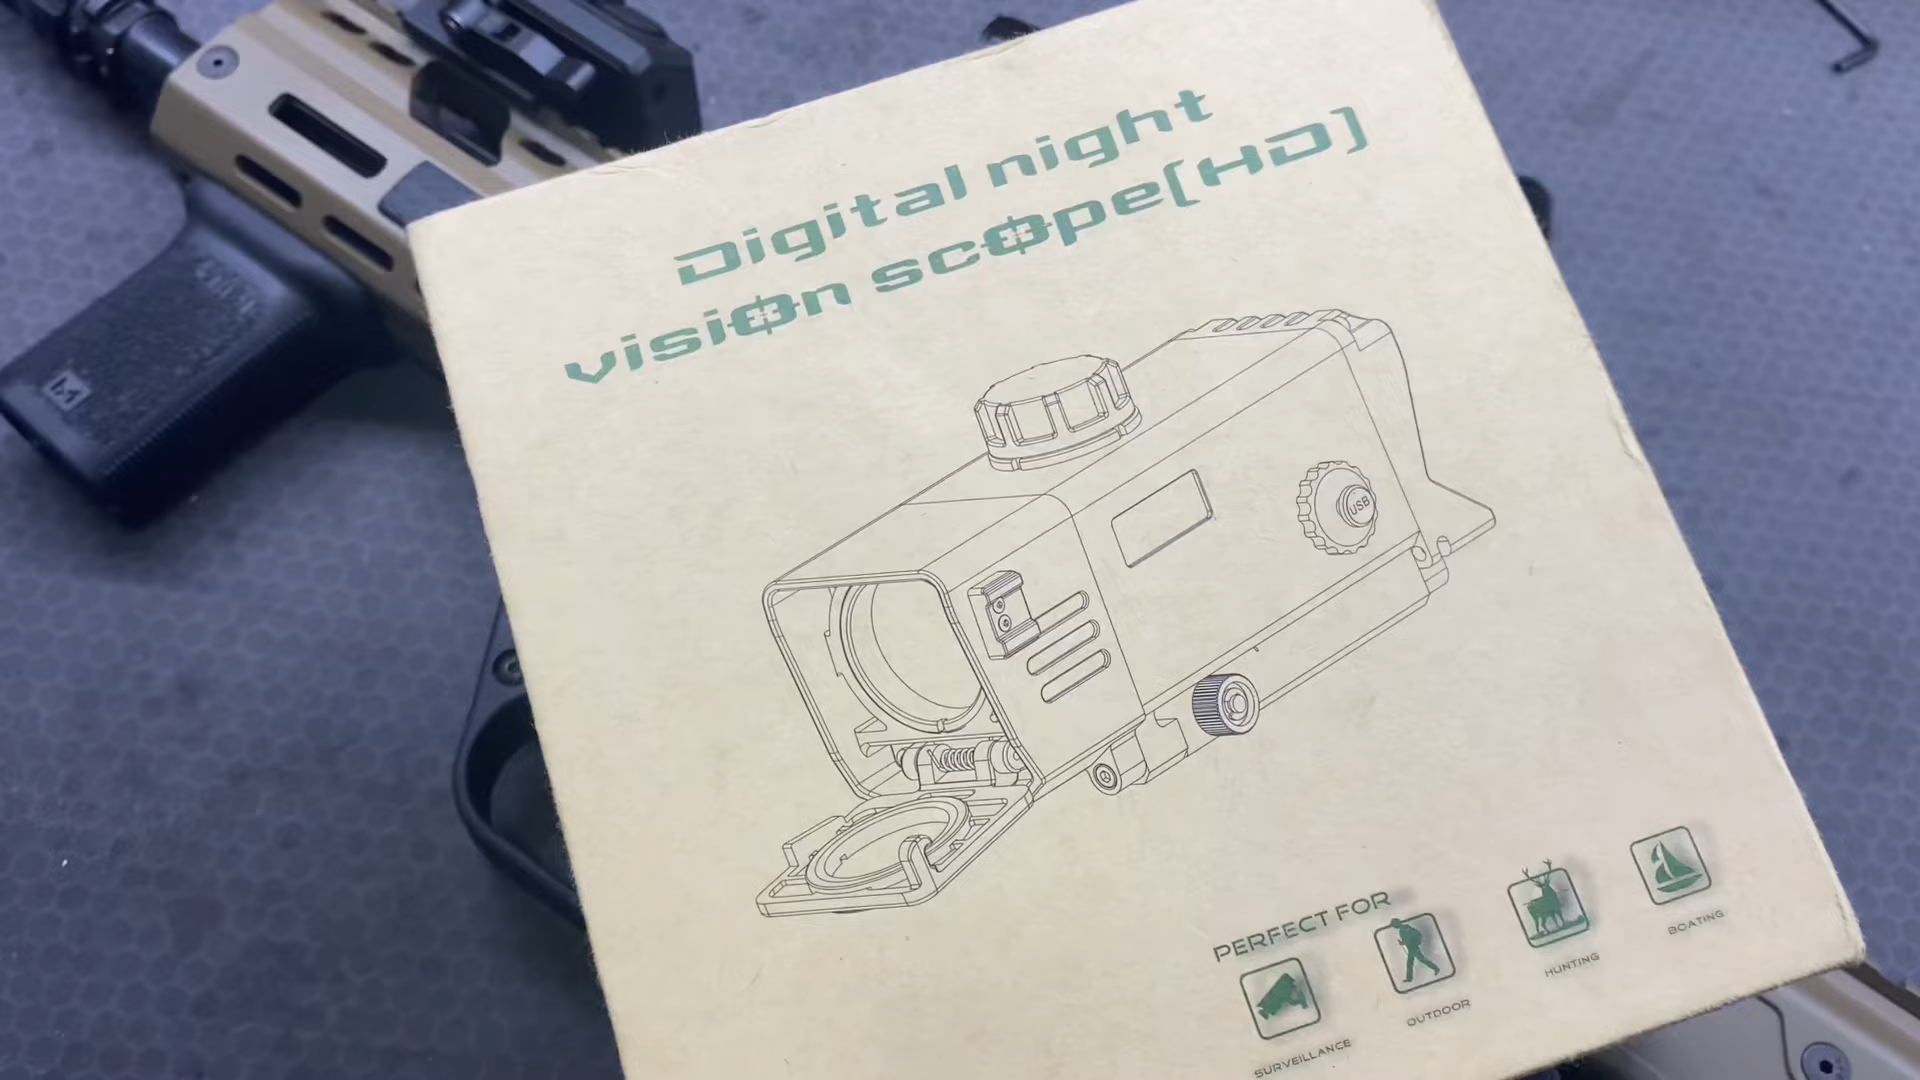 Digital night
vision scope(HD)
USB
PERFECT FOR
SURVEILLANCE
OUTDOOR
HUNTING
BOATING